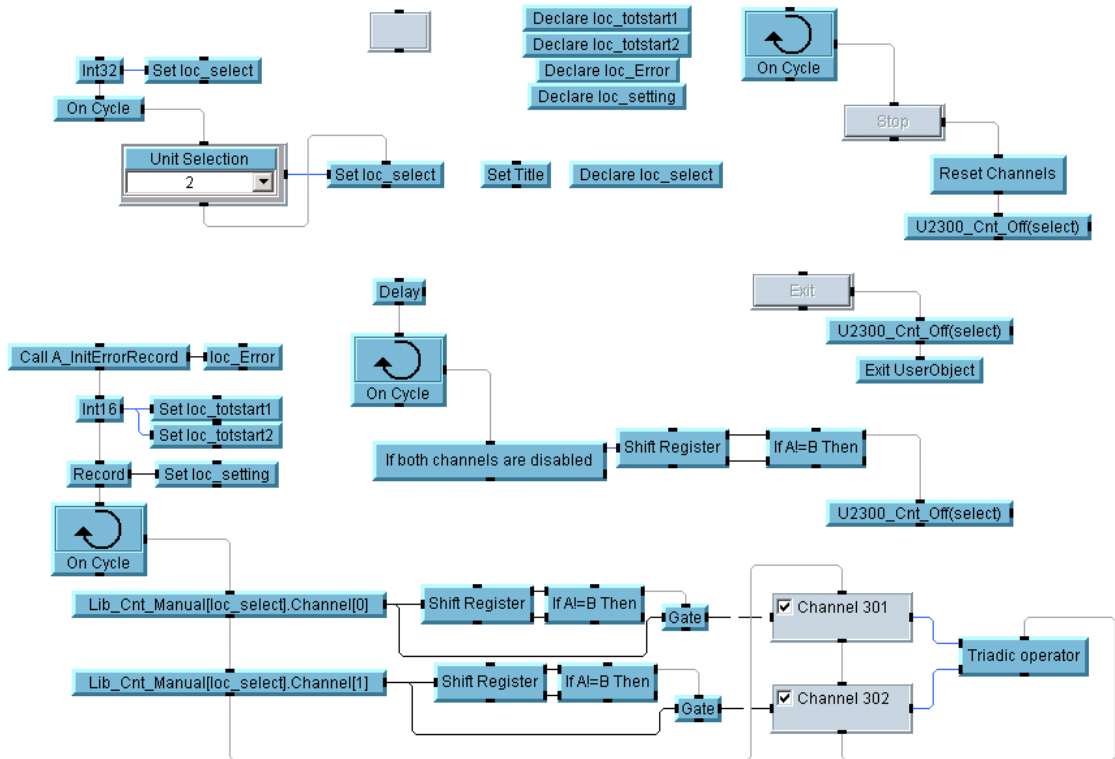 Declare loc_totstart1
Declare loc_totstart2
Declare loc_Error
Declare loc_setting
On Cycle
Int32
Set loc_select
On Cycle
Unit Selection
2
Set loc_select
Set Title
Declare loc_select
Stop
Reset Channels
U2300_Cnt_Off(select)
Delay
On Cycle
Exit
U2300_Cnt_Off(select)
Exit UserObject
Call A_InitErrorRecord
loc_Error
Int16
Set loc_totstart1
Set loc_totstart2
Record
Set loc_setting
If both channels are disabled
Shift Register
If A!=B Then
U2300_Cnt_Off(select)
On Cycle
Lib_Cnt_Manual[loc_select].Channel[0]
Shift Register
If A!=B Then
Gate
Channel 301
Triadic operator
Lib_Cnt_Manual[loc_select].Channel[1]
Shift Register
If A!=B Then
Gate
Channel 302